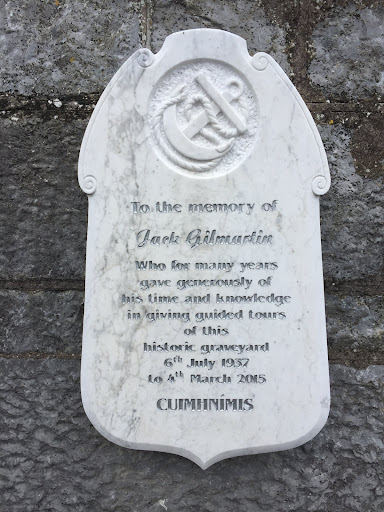 To the memory of
Jack Gilmartin
Who for many years
gave generously of
his time and knowledge
in giving guided tours
of this
historic graveyard
6th July 1937
to 4th March 2015
CUIMHNÍMIS